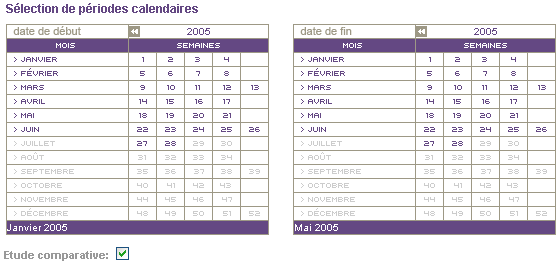 Sélection de périodes calendaires
date de début 2005
MOIS SEMAINES
> JANVIER 1 2 3 4
> FÉVRIER 5 6 7 8
> MARS 9 10 11 12 13
> AVRIL 14 15 16 17
> MAI 18 19 20 21
> JUIN 22 23 24 25 26
> JUILLET 27 28 29 30
> AOÛT 31 32 33 34
> SEPTEMBRE 35 36 37 38 39
> OCTOBRE 40 41 42 43
> NOVEMBRE 44 45 46 47
> DÉCEMBRE 48 49 50 51 52
Janvier 2005
date de fin 2005
MOIS SEMAINES
> JANVIER 1 2 3 4
> FÉVRIER 5 6 7 8
> MARS 9 10 11 12 13
> AVRIL 14 15 16 17
> MAI 18 19 20 21
> JUIN 22 23 24 25 26
> JUILLET 27 28 29 30
> AOÛT 31 32 33 34
> SEPTEMBRE 35 36 37 38 39
> OCTOBRE 40 41 42 43
> NOVEMBRE 44 45 46 47
> DÉCEMBRE 48 49 50 51 52
Mai 2005
Etude comparative: